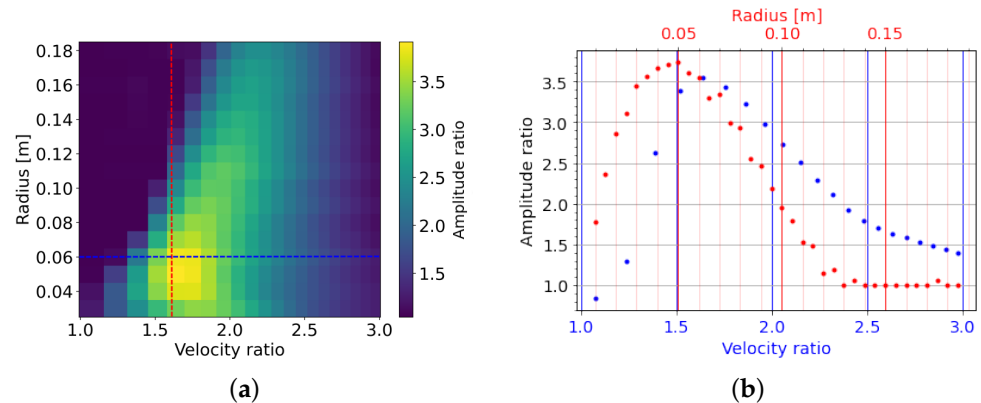 0.18
0.16
0.14
0.12
0.10
0.08
0.06
0.04
Radius [m]
1.0 1.5 2.0 2.5 3.0
Velocity ratio
3.5
3.0
2.5
2.0
1.5
Amplitude ratio
(a)
Radius [m]
0.05 0.10 0.15
3.5
3.0
2.5
2.0
1.5
1.0
Amplitude ratio
1.0 1.5 2.0 2.5 3.0
Velocity ratio
(b)